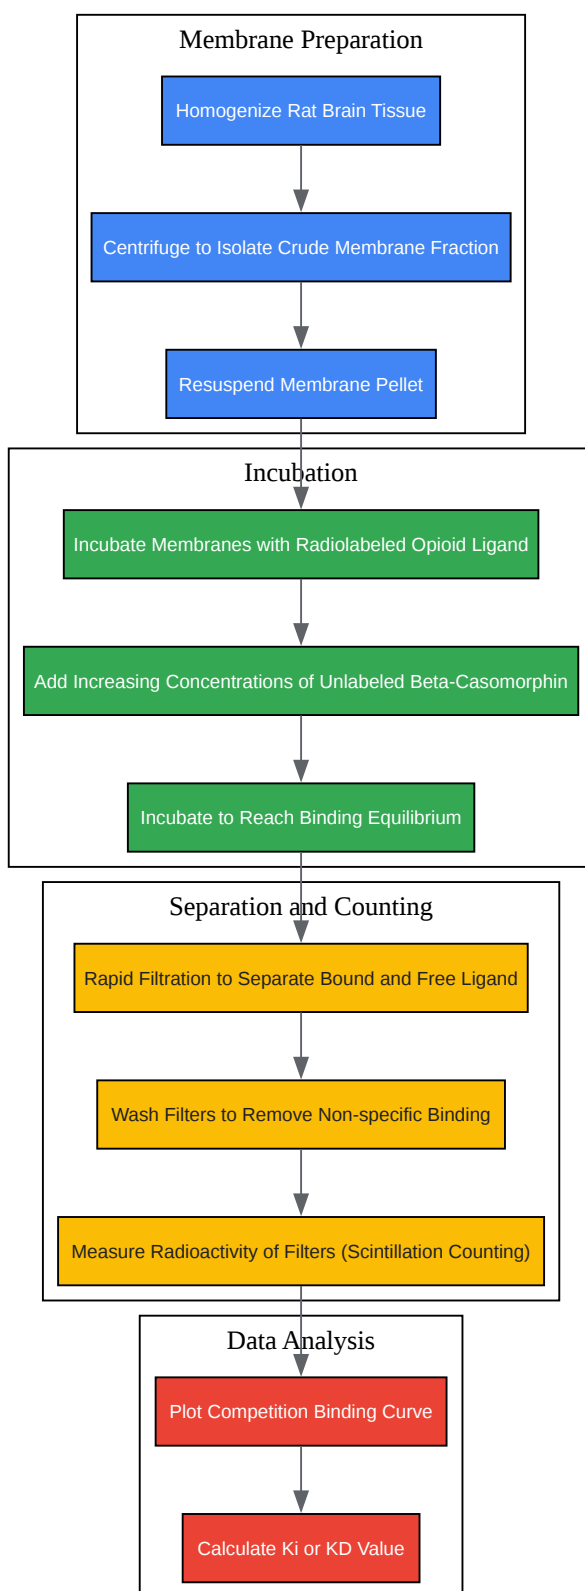 Membrane Preparation
Homogenize Rat Brain Tissue
Centrifuge to Isolate Crude Membrane Fraction
Resuspend Membrane Pellet
Incubation
Incubate Membranes with Radiolabeled Opioid Ligand
Add Increasing Concentrations of Unlabeled Beta-Casomorphin
Incubate to Reach Binding Equilibrium
Separation and Counting
Rapid Filtration to Separate Bound and Free Ligand
Wash Filters to Remove Non-specific Binding
Measure Radioactivity of Filters (Scintillation Counting)
Data Analysis
Plot Competition Binding Curve
Calculate Ki or KD Value